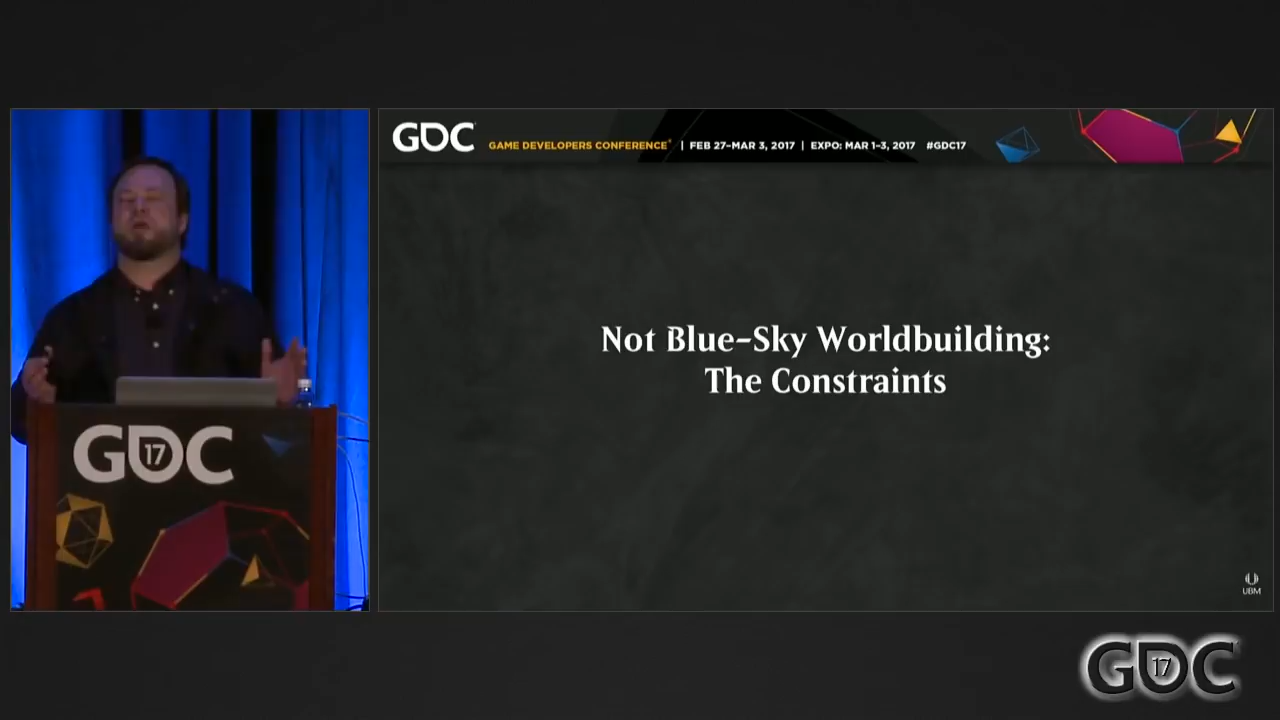 GDC
GAME DEVELOPERS CONFERENCE® | FEB 27–MAR 3, 2017 | EXPO: MAR 1–3, 2017 #GDC17
Not Blue-Sky Worldbuilding:
The Constraints
GDC
17
UBM
GDC
17